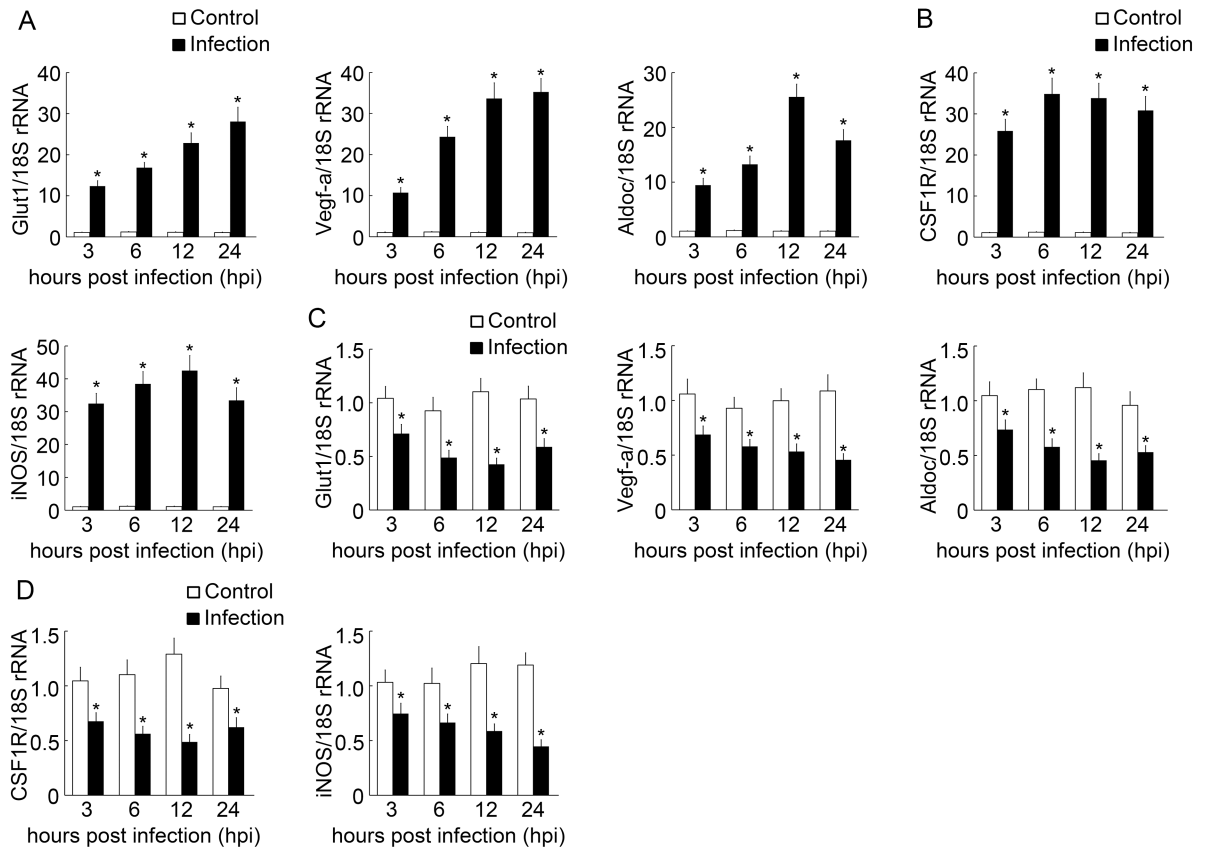 A
Control
Infection
Glut1/18S rRNA
40
30
20
10
0
*
*
*
*
3 6 12 24
hours post infection (hpi)
Vegf-a/18S rRNA
40
30
20
10
0
*
*
*
*
3 6 12 24
hours post infection (hpi)
Aldoc/18S rRNA
30
20
10
0
*
*
*
*
3 6 12 24
hours post infection (hpi)
B
Control
Infection
CSF1R/18S rRNA
40
30
20
10
0
*
*
*
*
3 6 12 24
hours post infection (hpi)
iNOS/18S rRNA
50
40
30
20
10
0
*
*
*
*
3 6 12 24
hours post infection (hpi)
C
Control
Infection
Glut1/18S rRNA
1.5
1.0
0.5
0
*
*
*
*
3 6 12 24
hours post infection (hpi)
Vegf-a/18S rRNA
1.5
1.0
0.5
0
*
*
*
*
3 6 12 24
hours post infection (hpi)
Aldoc/18S rRNA
1.5
1.0
0.5
0
*
*
*
*
3 6 12 24
hours post infection (hpi)
D
Control
Infection
CSF1R/18S rRNA
1.5
1.0
0.5
0
*
*
*
*
3 6 12 24
hours post infection (hpi)
iNOS/18S rRNA
1.5
1.0
0.5
0
*
*
*
*
3 6 12 24
hours post infection (hpi)